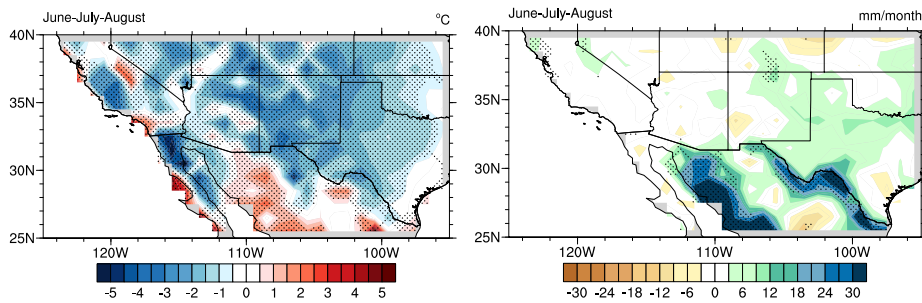 June-July-August °C
40N
35N
30N
25N
120W 110W 100W
-5 -4 -3 -2 -1 0 1 2 3 4 5
June-July-August mm/month
40N
35N
30N
25N
120W 110W 100W
-30 -24 -18 -12 -6 0 6 12 18 24 30